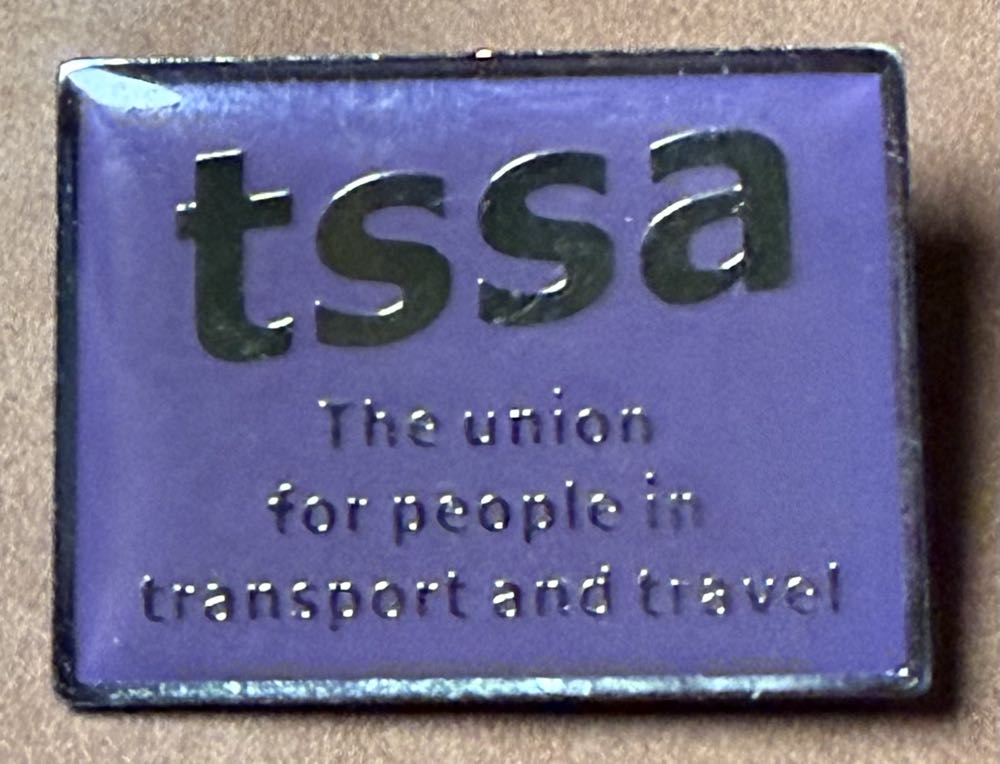 tssa
The union
for people in
transport and travel